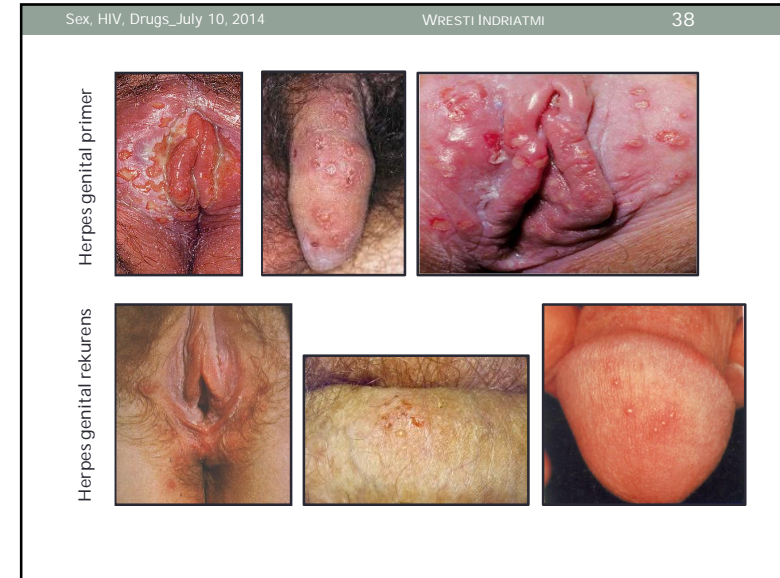 Sex, HIV, Drugs_July 10, 2014 WRESTI INDRIATMI 38
Herpes genital primer
Herpes genital rekurens